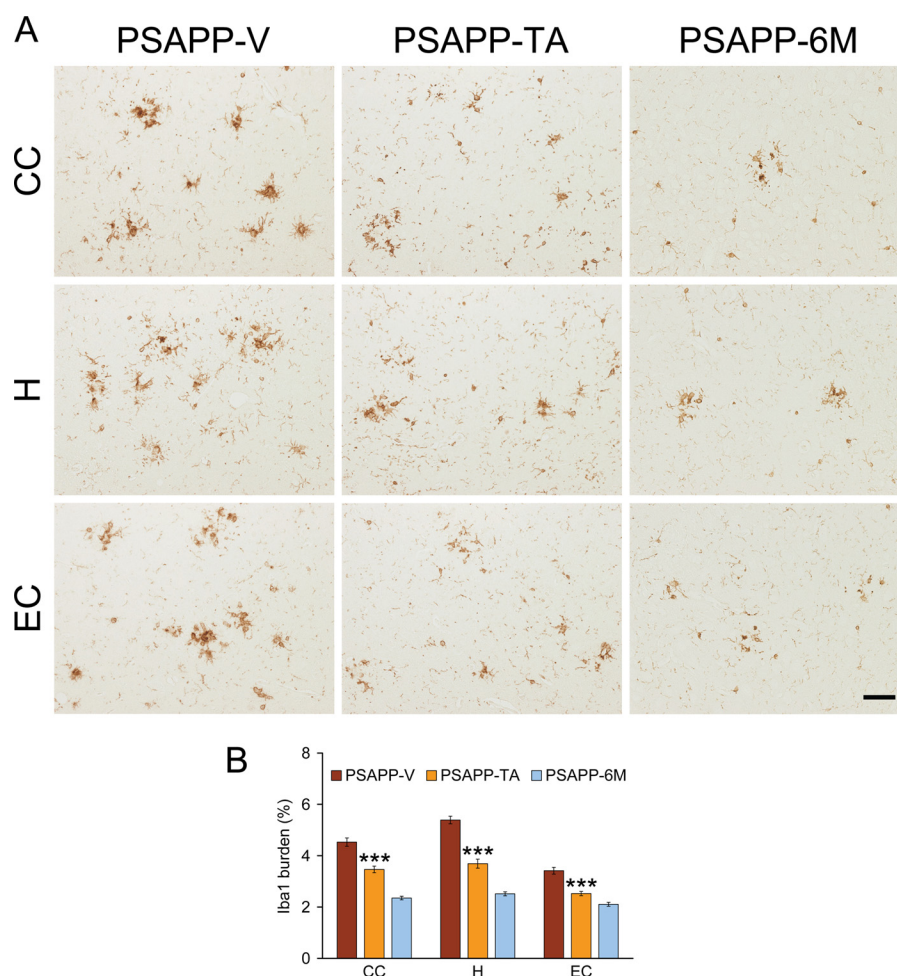 A
PSAPP-V PSAPP-TA PSAPP-6M
CC
H
EC
B
8
6
4
2
0
Iba1 burden (%)
PSAPP-V PSAPP-TA PSAPP-6M
*** *** ***
CC H EC